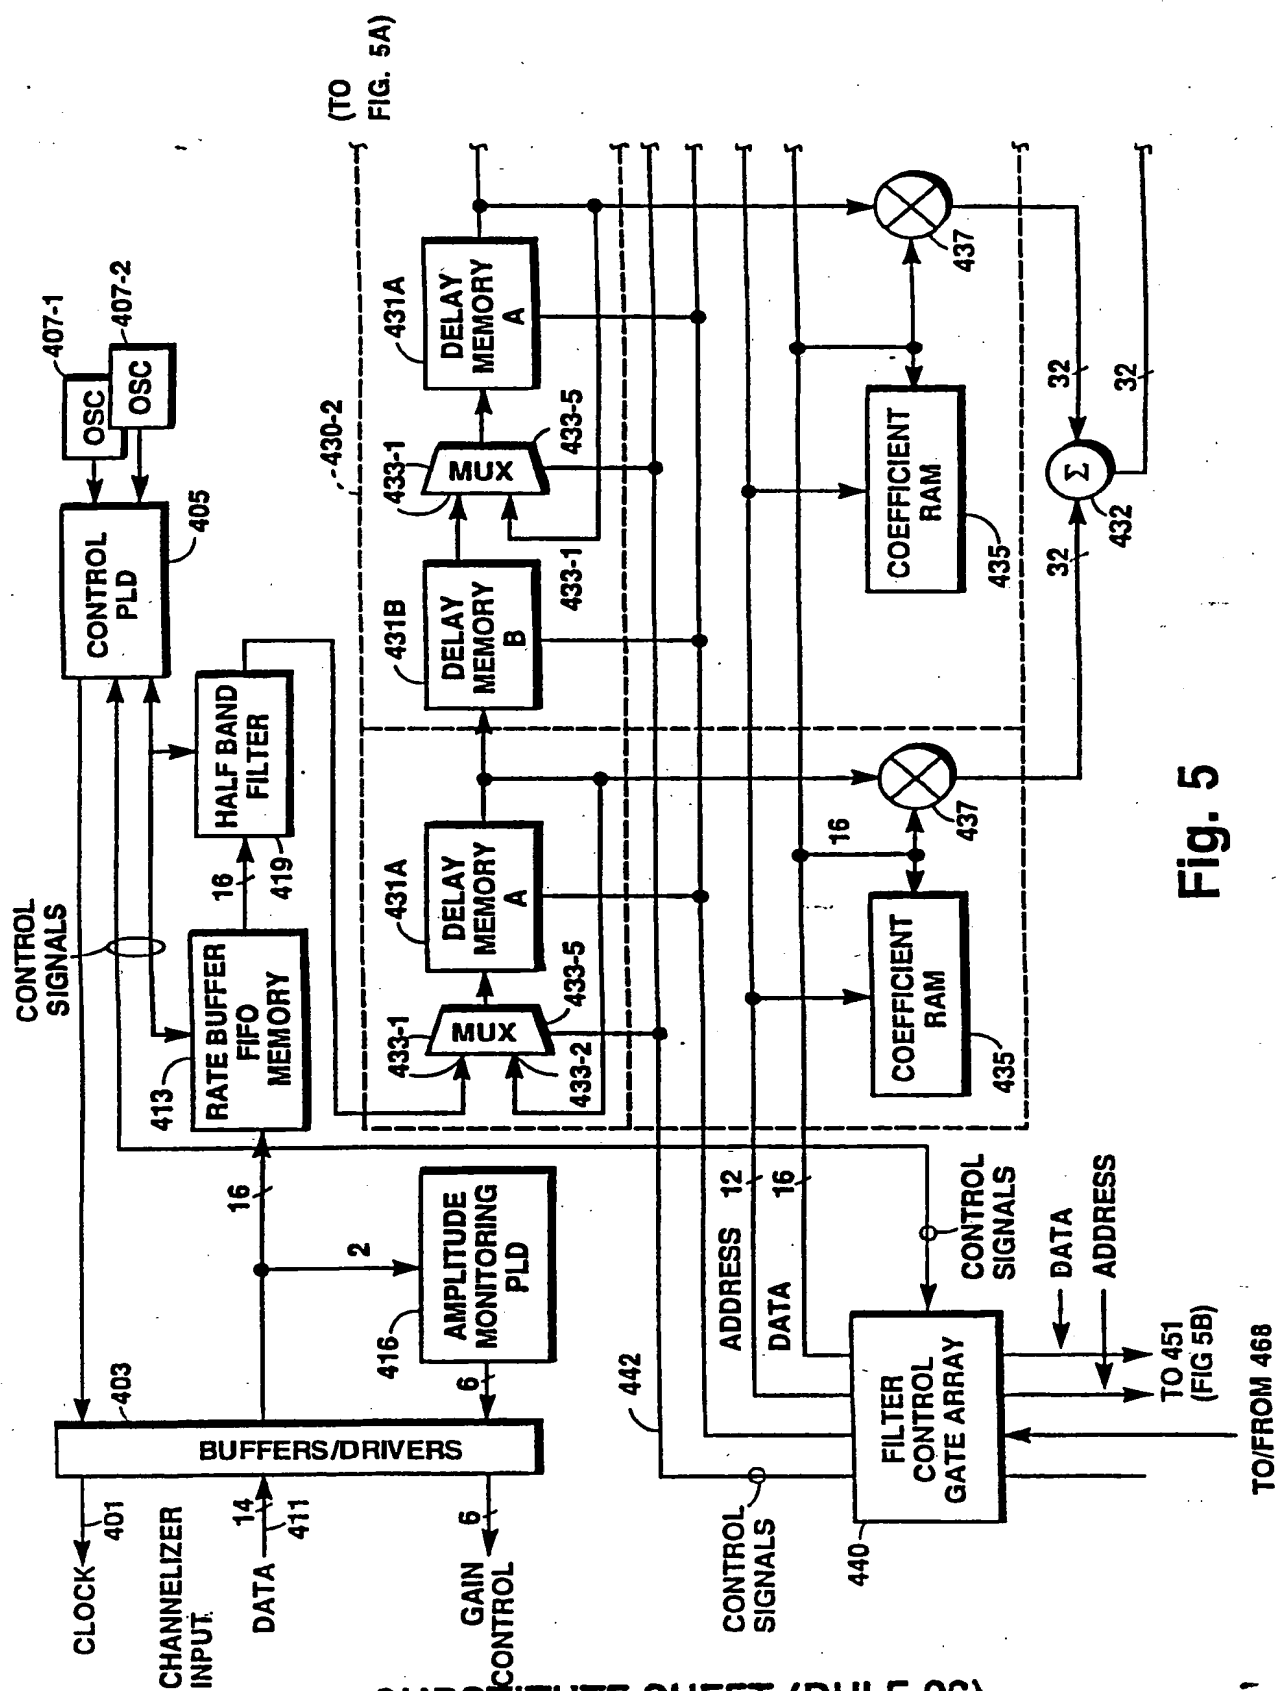 407-1
407-2
OSC
OSC
CONTROL
PLD
405
CONTROL
SIGNALS
RATE BUFFER
FIFO
MEMORY
413
16
HALF BAND
FILTER
419
16
403
BUFFERS/DRIVERS
CLOCK
401
CHANNELIZER
INPUT
DATA
14
411
GAIN
CONTROL
6
6
2
AMPLITUDE
MONITORING
PLD
416
(TO
FIG. 5A)
430-2
433-1
MUX
433-5
433-2
431A
DELAY
MEMORY
A
431B
DELAY
MEMORY
B
433-1
433-1
MUX
433-5
431A
DELAY
MEMORY
A
442
CONTROL
SIGNALS
ADDRESS
12
DATA
16
16
COEFFICIENT
RAM
435
437
COEFFICIENT
RAM
435
437
32
32
Σ
432
32
FILTER
CONTROL
GATE ARRAY
440
CONTROL
SIGNALS
DATA
ADDRESS
TO 451
(FIG 5B)
TO/FROM 468
Fig. 5